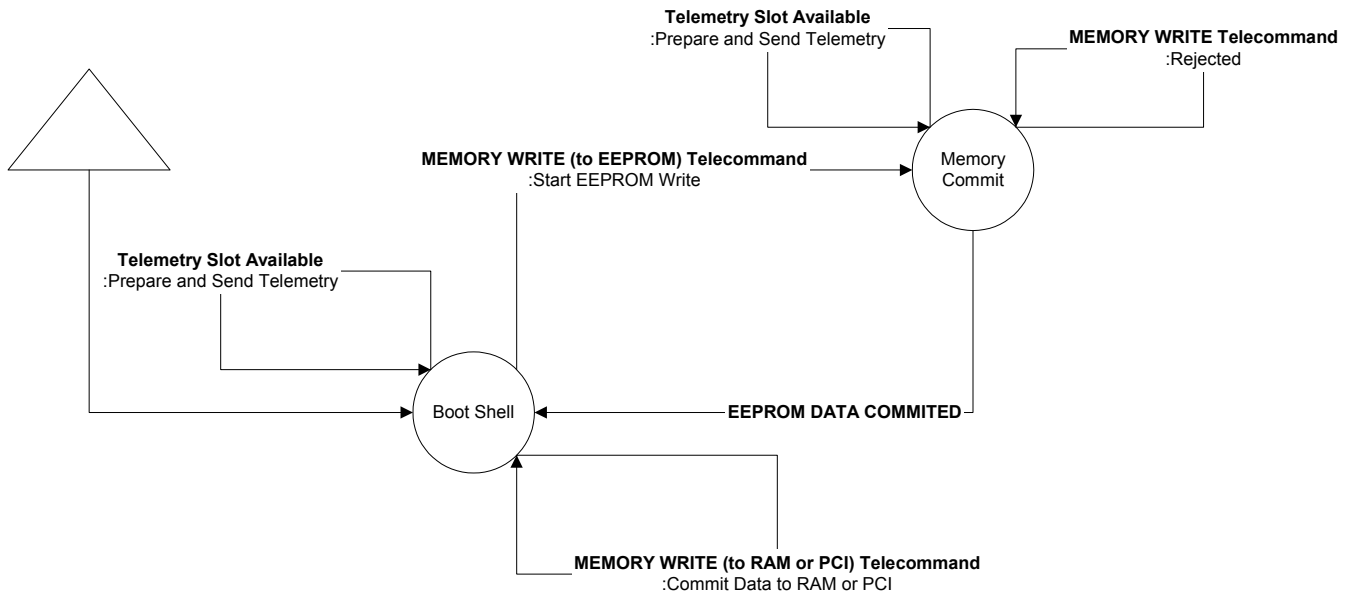 Telemetry Slot Available
:Prepare and Send Telemetry
MEMORY WRITE Telecommand
:Rejected
MEMORY WRITE (to EEPROM) Telecommand
:Start EEPROM Write
Memory
Commit
Telemetry Slot Available
:Prepare and Send Telemetry
Boot Shell
EEPROM DATA COMMITED
MEMORY WRITE (to RAM or PCI) Telecommand
:Commit Data to RAM or PCI